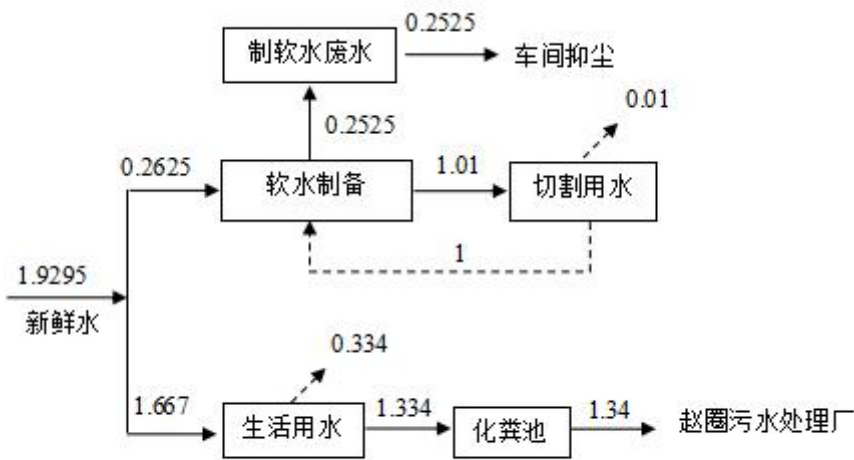 0.2525
制软水废水
车间抑尘
0.01
0.2525
0.2625
1.01
软水制备
切割用水
1
1.9295
新鲜水
0.334
1.667
1.334
1.34
生活用水
化粪池
赵圈污水处理厂